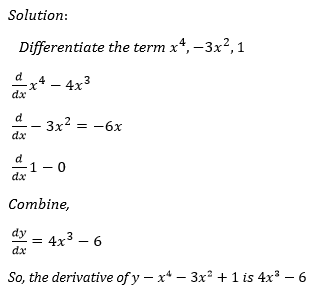 Solution:
Differentiate the term x⁴, −3x², 1
d/dx x⁴ − 4x³
d/dx − 3x² = −6x
d/dx 1 − 0
Combine,
dy/dx = 4x³ − 6
So, the derivative of y − x⁴ − 3x² + 1 is 4x³ − 6